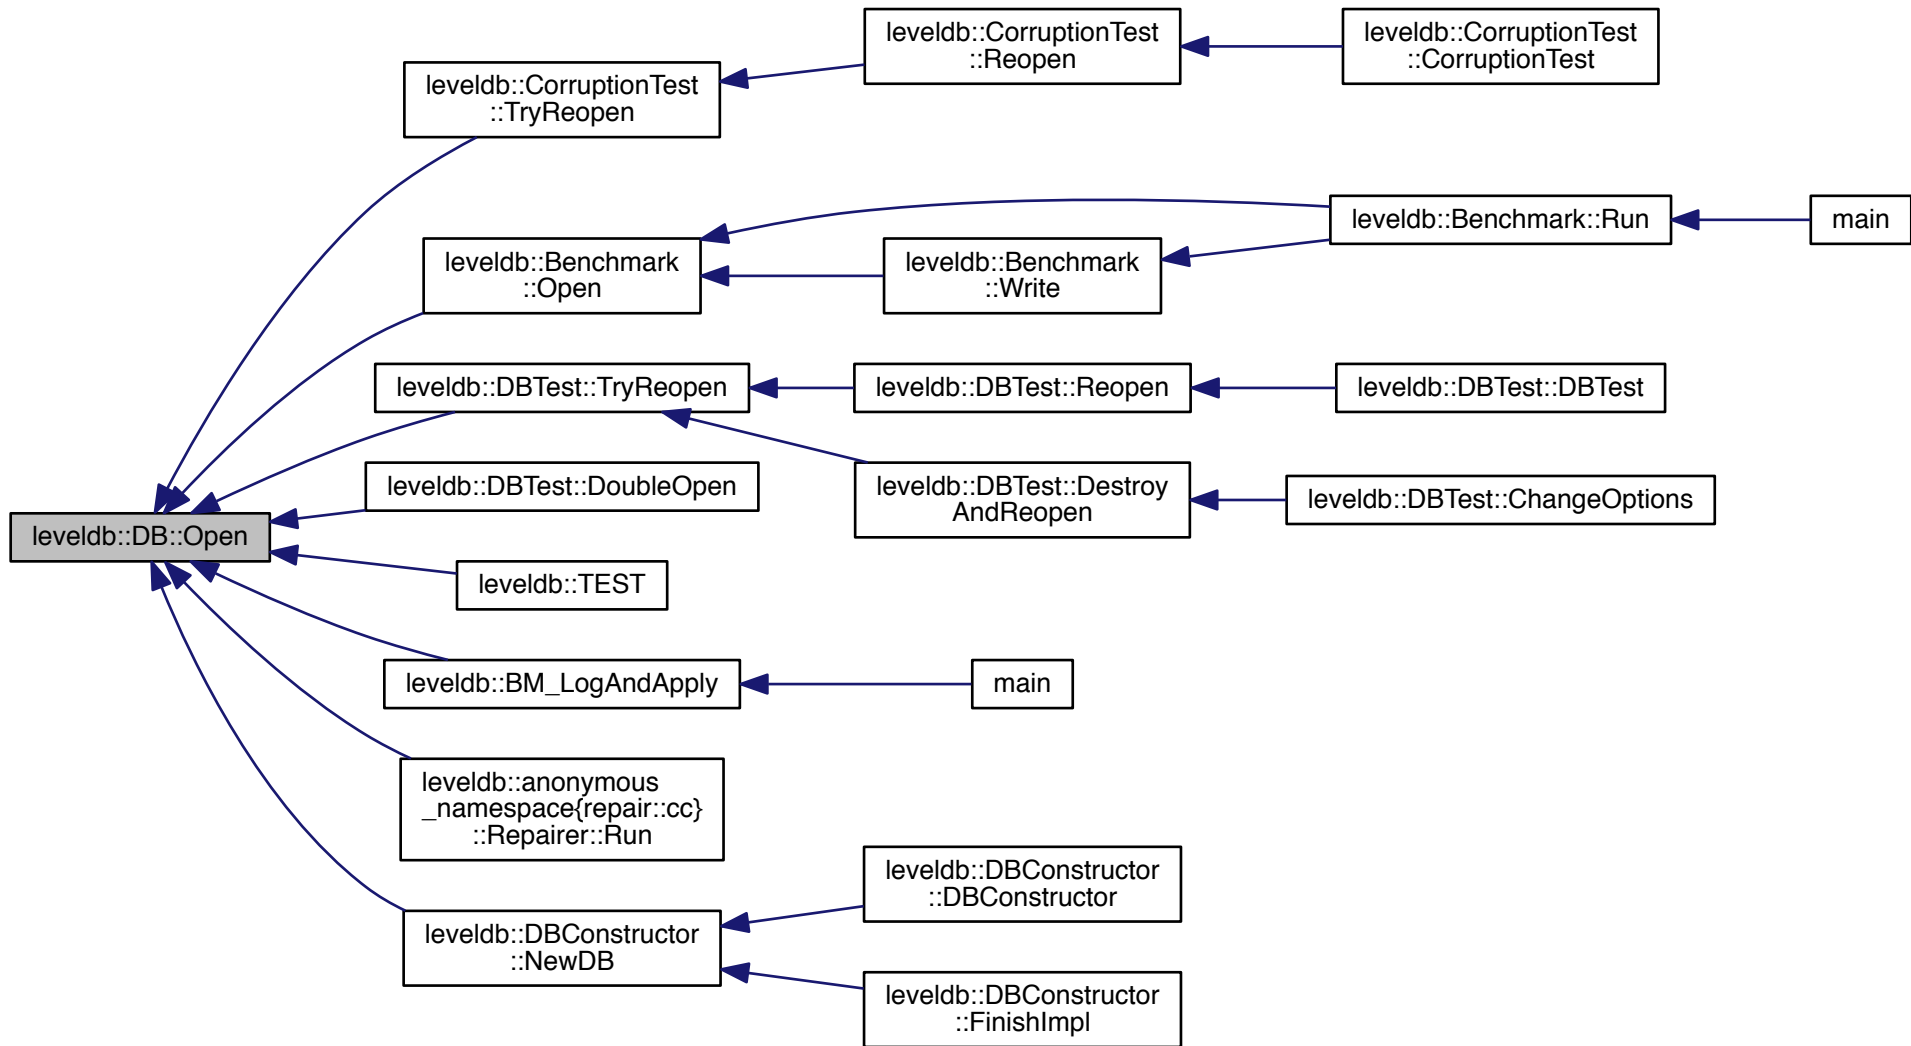 leveldb::DB::Open
leveldb::CorruptionTest
::TryReopen
leveldb::CorruptionTest
::Reopen
leveldb::CorruptionTest
::CorruptionTest
leveldb::Benchmark
::Open
leveldb::Benchmark
::Write
leveldb::Benchmark::Run
main
leveldb::DBTest::TryReopen
leveldb::DBTest::Reopen
leveldb::DBTest::DBTest
leveldb::DBTest::Destroy
AndReopen
leveldb::DBTest::ChangeOptions
leveldb::DBTest::DoubleOpen
leveldb::TEST
leveldb::BM_LogAndApply
main
leveldb::anonymous
_namespace{repair::cc}
::Repairer::Run
leveldb::DBConstructor
::NewDB
leveldb::DBConstructor
::DBConstructor
leveldb::DBConstructor
::FinishImpl